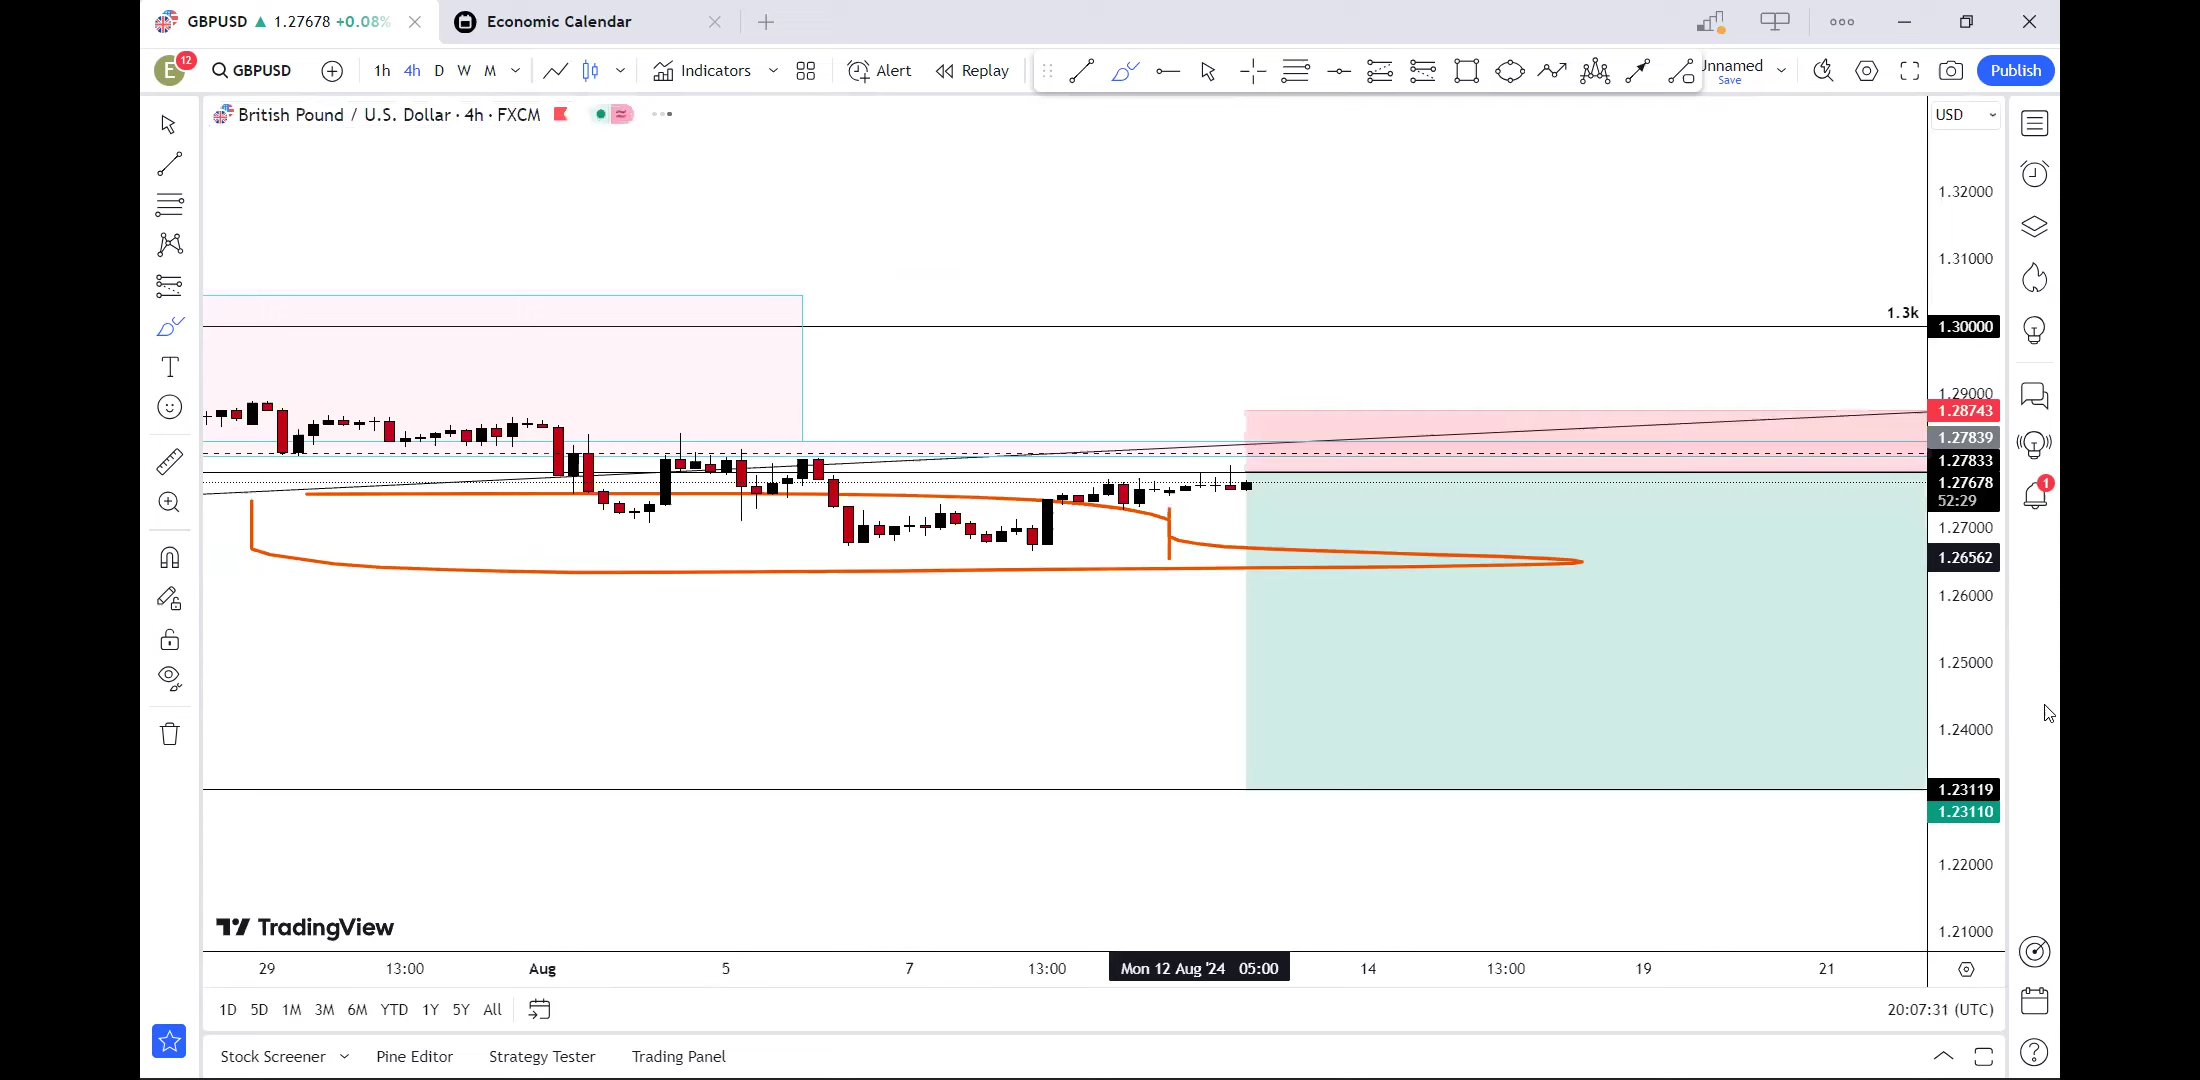 GBPUSD ▲ 1.27678 +0.08%
Economic Calendar
E 12 GBPUSD 1h 4h D W M Indicators Alert Replay Unnamed Save Publish
British Pound / U.S. Dollar · 4h · FXCM
USD
1.32000
1.31000
1.3k
1.30000
1.29000
1.28743
1.27839
1.27833
1.27678
52:29
1.27000
1.26562
1.26000
1.25000
1.24000
1.23119
1.23110
1.22000
1.21000
1
TradingView
29 13:00 Aug 5 7 13:00 Mon 12 Aug '24 05:00 14 13:00 19 21
1D 5D 1M 3M 6M YTD 1Y 5Y All 20:07:31 (UTC)
Stock Screener Pine Editor Strategy Tester Trading Panel